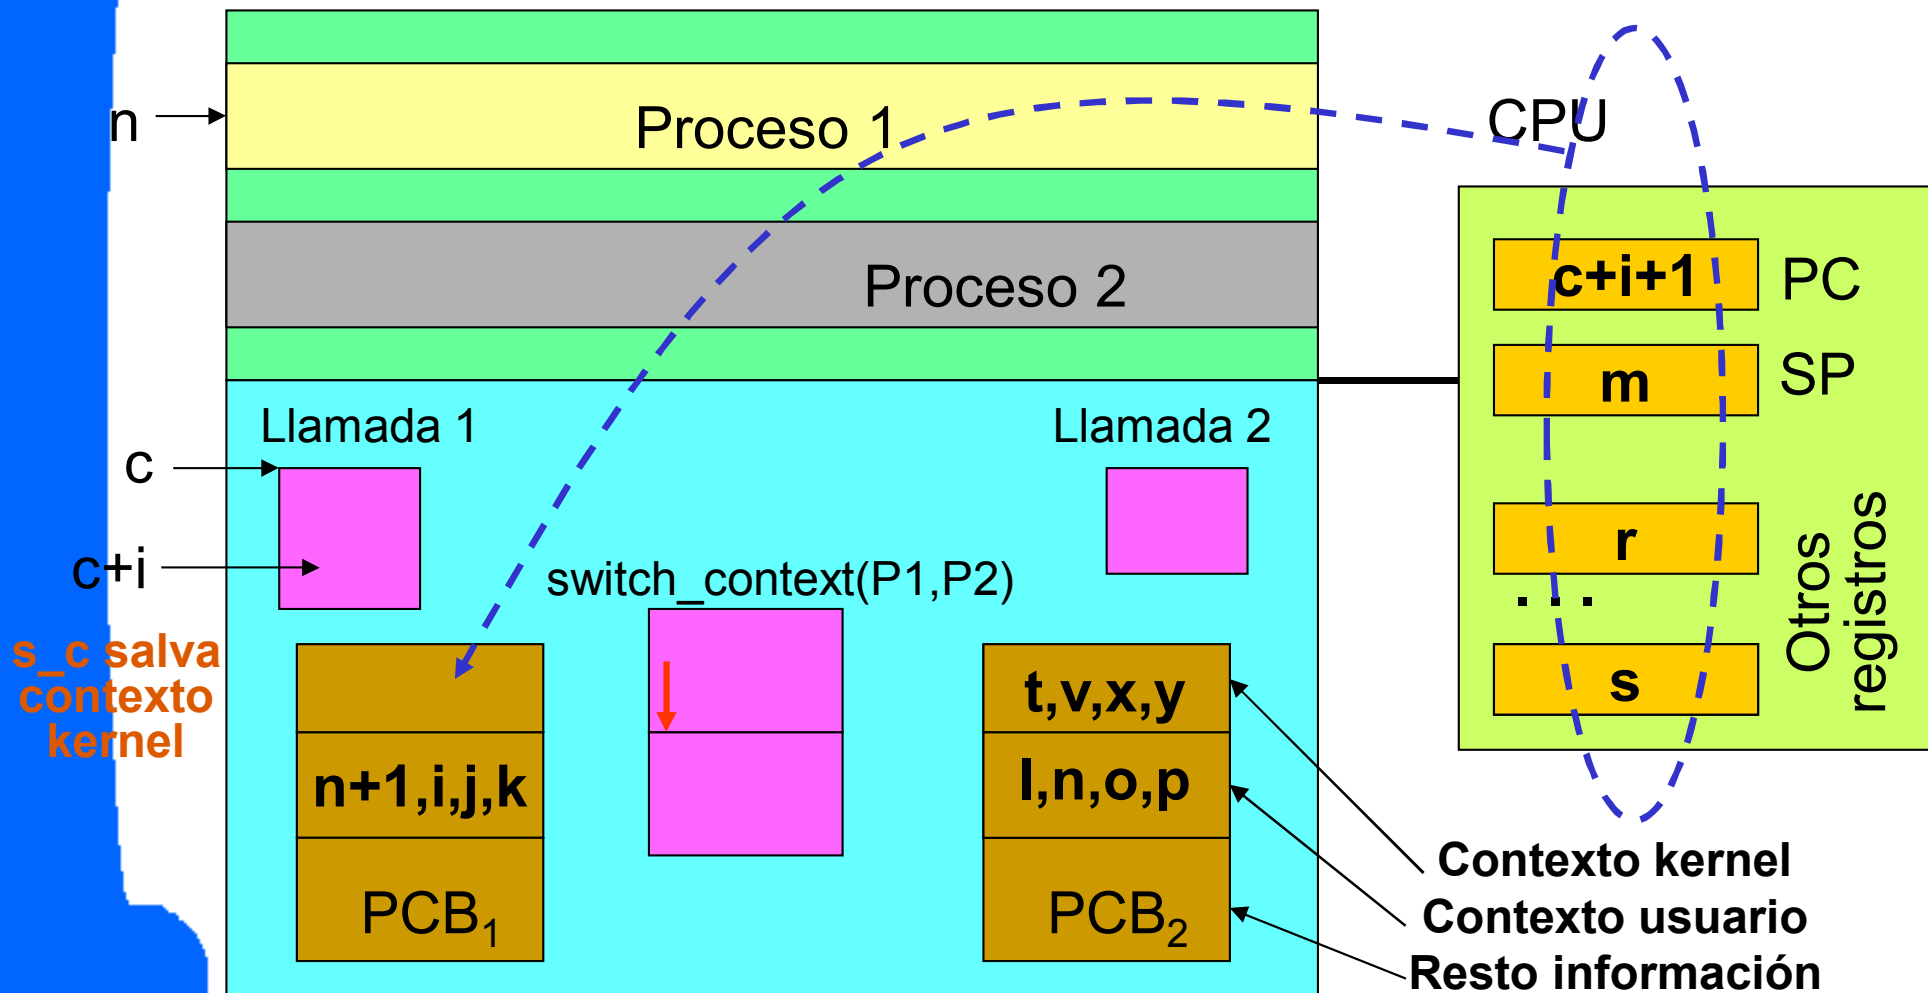 n
Proceso 1
CPU
Proceso 2
c+i+1
PC
m
SP
Llamada 1
Llamada 2
c
r
c+i
switch_context(P1,P2)
. . .
Otros
registros
s_c salva
contexto
kernel
t,v,x,y
s
n+1,i,j,k
l,n,o,p
Contexto kernel
PCB1
PCB2
Contexto usuario
Resto información